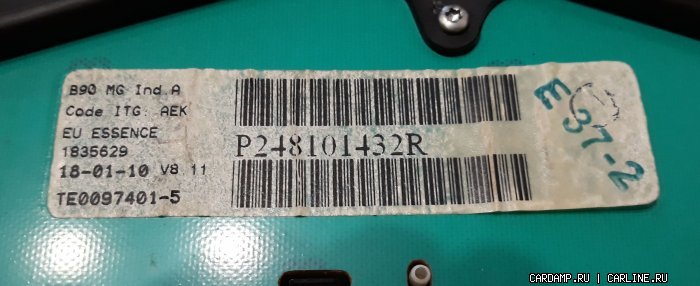 B90 MG Ind.A
Code ITG: AEK
EU ESSENCE
1835629
18-01-10 V8 11
TE0097401-5
P248101432R
E 37-2
CARDAMP.RU | CARLINE.RU